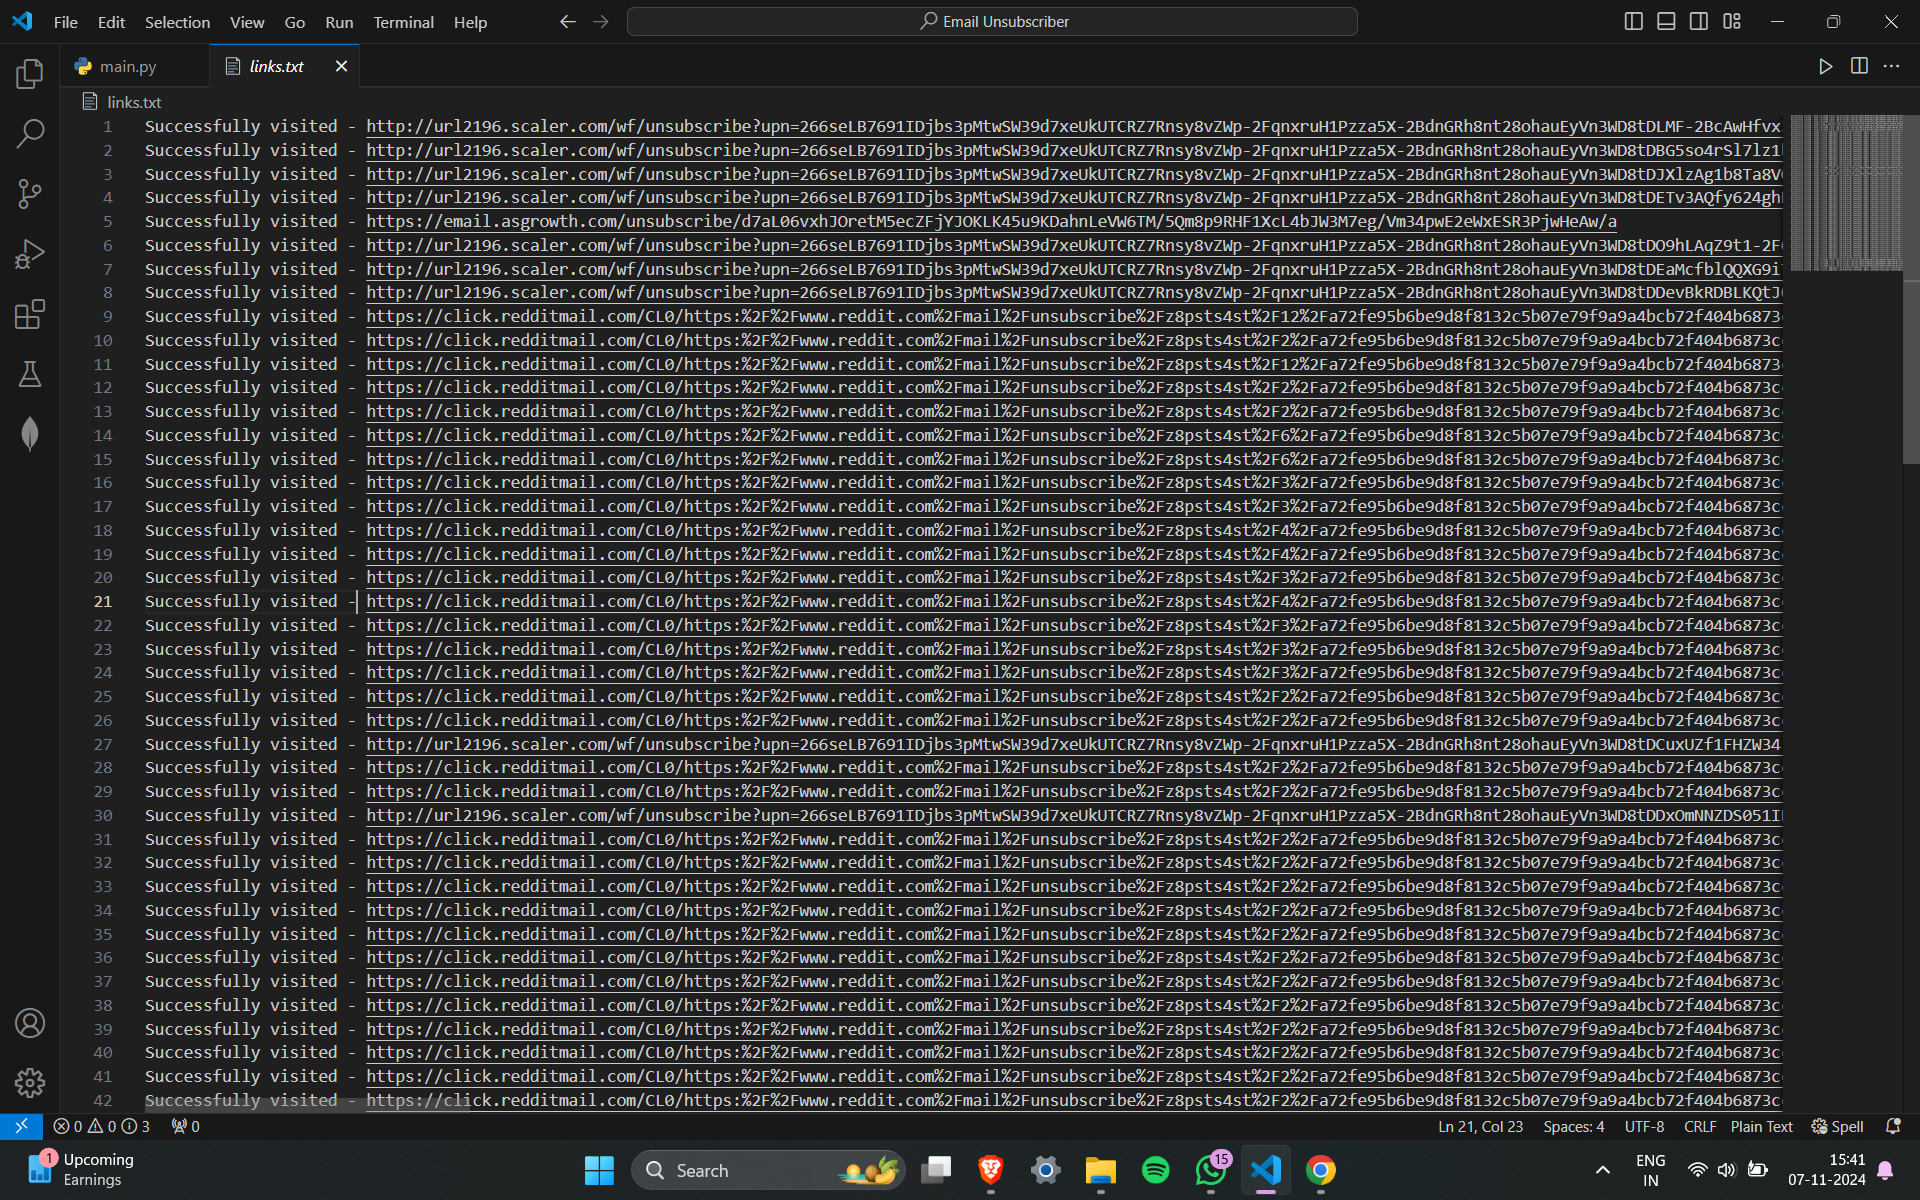 File Edit Selection View Go Run Terminal Help
Email Unsubscriber
main.py
links.txt
links.txt
1 Successfully visited - http://url2196.scaler.com/wf/unsubscribe?upn=266seLB7691IDjbs3pMtwSW39d7xeUkUTCRZ7Rnsy8vZWp-2FqnxruH1Pzza5X-2BdnGRh8nt28ohauEyVn3WD8tDLMF-2BcAwHfvx
2 Successfully visited - http://url2196.scaler.com/wf/unsubscribe?upn=266seLB7691IDjbs3pMtwSW39d7xeUkUTCRZ7Rnsy8vZWp-2FqnxruH1Pzza5X-2BdnGRh8nt28ohauEyVn3WD8tDBG5so4rSl7lz1
3 Successfully visited - http://url2196.scaler.com/wf/unsubscribe?upn=266seLB7691IDjbs3pMtwSW39d7xeUkUTCRZ7Rnsy8vZWp-2FqnxruH1Pzza5X-2BdnGRh8nt28ohauEyVn3WD8tDJXlzAg1b8Ta8V
4 Successfully visited - http://url2196.scaler.com/wf/unsubscribe?upn=266seLB7691IDjbs3pMtwSW39d7xeUkUTCRZ7Rnsy8vZWp-2FqnxruH1Pzza5X-2BdnGRh8nt28ohauEyVn3WD8tDETv3AQfy624gh
5 Successfully visited - https://email.asgrowth.com/unsubscribe/d7aL06vxhJOretM5ecZFjYJOKLK45u9KDahnLeVW6TM/5Qm8p9RHF1XcL4bJW3M7eg/Vm34pwE2eWxESR3PjwHeAw/a
6 Successfully visited - http://url2196.scaler.com/wf/unsubscribe?upn=266seLB7691IDjbs3pMtwSW39d7xeUkUTCRZ7Rnsy8vZWp-2FqnxruH1Pzza5X-2BdnGRh8nt28ohauEyVn3WD8tDO9hLAqZ9t1-2F
7 Successfully visited - http://url2196.scaler.com/wf/unsubscribe?upn=266seLB7691IDjbs3pMtwSW39d7xeUkUTCRZ7Rnsy8vZWp-2FqnxruH1Pzza5X-2BdnGRh8nt28ohauEyVn3WD8tDEaMcfblQQXG9i
8 Successfully visited - http://url2196.scaler.com/wf/unsubscribe?upn=266seLB7691IDjbs3pMtwSW39d7xeUkUTCRZ7Rnsy8vZWp-2FqnxruH1Pzza5X-2BdnGRh8nt28ohauEyVn3WD8tDDevBkRDBLKQtJ
9 Successfully visited - https://click.redditmail.com/CL0/https:%2F%2Fwww.reddit.com%2Fmail%2Funsubscribe%2Fz8psts4st%2F12%2Fa72fe95b6be9d8f8132c5b07e79f9a9a4bcb72f404b6873
10 Successfully visited - https://click.redditmail.com/CL0/https:%2F%2Fwww.reddit.com%2Fmail%2Funsubscribe%2Fz8psts4st%2F2%2Fa72fe95b6be9d8f8132c5b07e79f9a9a4bcb72f404b6873c
11 Successfully visited - https://click.redditmail.com/CL0/https:%2F%2Fwww.reddit.com%2Fmail%2Funsubscribe%2Fz8psts4st%2F12%2Fa72fe95b6be9d8f8132c5b07e79f9a9a4bcb72f404b6873
12 Successfully visited - https://click.redditmail.com/CL0/https:%2F%2Fwww.reddit.com%2Fmail%2Funsubscribe%2Fz8psts4st%2F2%2Fa72fe95b6be9d8f8132c5b07e79f9a9a4bcb72f404b6873c
13 Successfully visited - https://click.redditmail.com/CL0/https:%2F%2Fwww.reddit.com%2Fmail%2Funsubscribe%2Fz8psts4st%2F2%2Fa72fe95b6be9d8f8132c5b07e79f9a9a4bcb72f404b6873c
14 Successfully visited - https://click.redditmail.com/CL0/https:%2F%2Fwww.reddit.com%2Fmail%2Funsubscribe%2Fz8psts4st%2F6%2Fa72fe95b6be9d8f8132c5b07e79f9a9a4bcb72f404b6873c
15 Successfully visited - https://click.redditmail.com/CL0/https:%2F%2Fwww.reddit.com%2Fmail%2Funsubscribe%2Fz8psts4st%2F6%2Fa72fe95b6be9d8f8132c5b07e79f9a9a4bcb72f404b6873c
16 Successfully visited - https://click.redditmail.com/CL0/https:%2F%2Fwww.reddit.com%2Fmail%2Funsubscribe%2Fz8psts4st%2F3%2Fa72fe95b6be9d8f8132c5b07e79f9a9a4bcb72f404b6873c
17 Successfully visited - https://click.redditmail.com/CL0/https:%2F%2Fwww.reddit.com%2Fmail%2Funsubscribe%2Fz8psts4st%2F3%2Fa72fe95b6be9d8f8132c5b07e79f9a9a4bcb72f404b6873c
18 Successfully visited - https://click.redditmail.com/CL0/https:%2F%2Fwww.reddit.com%2Fmail%2Funsubscribe%2Fz8psts4st%2F4%2Fa72fe95b6be9d8f8132c5b07e79f9a9a4bcb72f404b6873c
19 Successfully visited - https://click.redditmail.com/CL0/https:%2F%2Fwww.reddit.com%2Fmail%2Funsubscribe%2Fz8psts4st%2F4%2Fa72fe95b6be9d8f8132c5b07e79f9a9a4bcb72f404b6873c
20 Successfully visited - https://click.redditmail.com/CL0/https:%2F%2Fwww.reddit.com%2Fmail%2Funsubscribe%2Fz8psts4st%2F3%2Fa72fe95b6be9d8f8132c5b07e79f9a9a4bcb72f404b6873c
21 Successfully visited - https://click.redditmail.com/CL0/https:%2F%2Fwww.reddit.com%2Fmail%2Funsubscribe%2Fz8psts4st%2F4%2Fa72fe95b6be9d8f8132c5b07e79f9a9a4bcb72f404b6873c
22 Successfully visited - https://click.redditmail.com/CL0/https:%2F%2Fwww.reddit.com%2Fmail%2Funsubscribe%2Fz8psts4st%2F3%2Fa72fe95b6be9d8f8132c5b07e79f9a9a4bcb72f404b6873c
23 Successfully visited - https://click.redditmail.com/CL0/https:%2F%2Fwww.reddit.com%2Fmail%2Funsubscribe%2Fz8psts4st%2F3%2Fa72fe95b6be9d8f8132c5b07e79f9a9a4bcb72f404b6873c
24 Successfully visited - https://click.redditmail.com/CL0/https:%2F%2Fwww.reddit.com%2Fmail%2Funsubscribe%2Fz8psts4st%2F3%2Fa72fe95b6be9d8f8132c5b07e79f9a9a4bcb72f404b6873c
25 Successfully visited - https://click.redditmail.com/CL0/https:%2F%2Fwww.reddit.com%2Fmail%2Funsubscribe%2Fz8psts4st%2F2%2Fa72fe95b6be9d8f8132c5b07e79f9a9a4bcb72f404b6873c
26 Successfully visited - https://click.redditmail.com/CL0/https:%2F%2Fwww.reddit.com%2Fmail%2Funsubscribe%2Fz8psts4st%2F2%2Fa72fe95b6be9d8f8132c5b07e79f9a9a4bcb72f404b6873c
27 Successfully visited - http://url2196.scaler.com/wf/unsubscribe?upn=266seLB7691IDjbs3pMtwSW39d7xeUkUTCRZ7Rnsy8vZWp-2FqnxruH1Pzza5X-2BdnGRh8nt28ohauEyVn3WD8tDCuxUZf1FHZW34
28 Successfully visited - https://click.redditmail.com/CL0/https:%2F%2Fwww.reddit.com%2Fmail%2Funsubscribe%2Fz8psts4st%2F2%2Fa72fe95b6be9d8f8132c5b07e79f9a9a4bcb72f404b6873c
29 Successfully visited - https://click.redditmail.com/CL0/https:%2F%2Fwww.reddit.com%2Fmail%2Funsubscribe%2Fz8psts4st%2F2%2Fa72fe95b6be9d8f8132c5b07e79f9a9a4bcb72f404b6873c
30 Successfully visited - http://url2196.scaler.com/wf/unsubscribe?upn=266seLB7691IDjbs3pMtwSW39d7xeUkUTCRZ7Rnsy8vZWp-2FqnxruH1Pzza5X-2BdnGRh8nt28ohauEyVn3WD8tDDxOmNNZDS051I
31 Successfully visited - https://click.redditmail.com/CL0/https:%2F%2Fwww.reddit.com%2Fmail%2Funsubscribe%2Fz8psts4st%2F2%2Fa72fe95b6be9d8f8132c5b07e79f9a9a4bcb72f404b6873c
32 Successfully visited - https://click.redditmail.com/CL0/https:%2F%2Fwww.reddit.com%2Fmail%2Funsubscribe%2Fz8psts4st%2F2%2Fa72fe95b6be9d8f8132c5b07e79f9a9a4bcb72f404b6873c
33 Successfully visited - https://click.redditmail.com/CL0/https:%2F%2Fwww.reddit.com%2Fmail%2Funsubscribe%2Fz8psts4st%2F2%2Fa72fe95b6be9d8f8132c5b07e79f9a9a4bcb72f404b6873c
34 Successfully visited - https://click.redditmail.com/CL0/https:%2F%2Fwww.reddit.com%2Fmail%2Funsubscribe%2Fz8psts4st%2F2%2Fa72fe95b6be9d8f8132c5b07e79f9a9a4bcb72f404b6873c
35 Successfully visited - https://click.redditmail.com/CL0/https:%2F%2Fwww.reddit.com%2Fmail%2Funsubscribe%2Fz8psts4st%2F2%2Fa72fe95b6be9d8f8132c5b07e79f9a9a4bcb72f404b6873c
36 Successfully visited - https://click.redditmail.com/CL0/https:%2F%2Fwww.reddit.com%2Fmail%2Funsubscribe%2Fz8psts4st%2F2%2Fa72fe95b6be9d8f8132c5b07e79f9a9a4bcb72f404b6873c
37 Successfully visited - https://click.redditmail.com/CL0/https:%2F%2Fwww.reddit.com%2Fmail%2Funsubscribe%2Fz8psts4st%2F2%2Fa72fe95b6be9d8f8132c5b07e79f9a9a4bcb72f404b6873c
38 Successfully visited - https://click.redditmail.com/CL0/https:%2F%2Fwww.reddit.com%2Fmail%2Funsubscribe%2Fz8psts4st%2F2%2Fa72fe95b6be9d8f8132c5b07e79f9a9a4bcb72f404b6873c
39 Successfully visited - https://click.redditmail.com/CL0/https:%2F%2Fwww.reddit.com%2Fmail%2Funsubscribe%2Fz8psts4st%2F2%2Fa72fe95b6be9d8f8132c5b07e79f9a9a4bcb72f404b6873c
40 Successfully visited - https://click.redditmail.com/CL0/https:%2F%2Fwww.reddit.com%2Fmail%2Funsubscribe%2Fz8psts4st%2F2%2Fa72fe95b6be9d8f8132c5b07e79f9a9a4bcb72f404b6873c
41 Successfully visited - https://click.redditmail.com/CL0/https:%2F%2Fwww.reddit.com%2Fmail%2Funsubscribe%2Fz8psts4st%2F2%2Fa72fe95b6be9d8f8132c5b07e79f9a9a4bcb72f404b6873c
42 Successfully visited - https://click.redditmail.com/CL0/https:%2F%2Fwww.reddit.com%2Fmail%2Funsubscribe%2Fz8psts4st%2F2%2Fa72fe95b6be9d8f8132c5b07e79f9a9a4bcb72f404b6873c
0 0 3 0 Ln 21, Col 23 Spaces: 4 UTF-8 CRLF Plain Text Spell
1
Upcoming
Earnings
Search
15
ENG
IN
15:41
07-11-2024